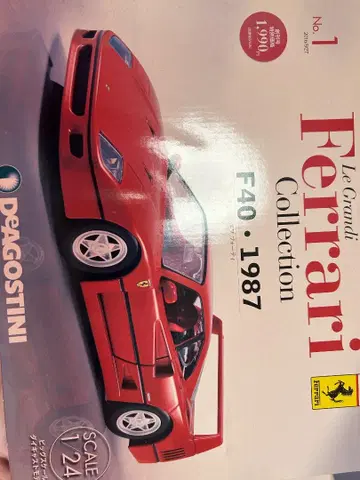 No.1
Le Grandi
Ferrari
Collection
1,990
F40・1987
Ferrari
DeAGOSTINI
SCALE
1/24